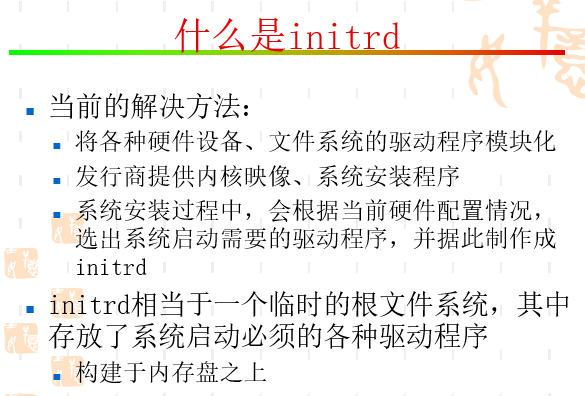 什么是initrd
当前的解决方法：
将各种硬件设备、文件系统的驱动程序模块化
发行商提供内核映像、系统安装程序
系统安装过程中，会根据当前硬件配置情况，
选出系统启动需要的驱动程序，并据此制作成
initrd
initrd相当于一个临时的根文件系统，其中
存放了系统启动必须的各种驱动程序
构建于内存盘之上